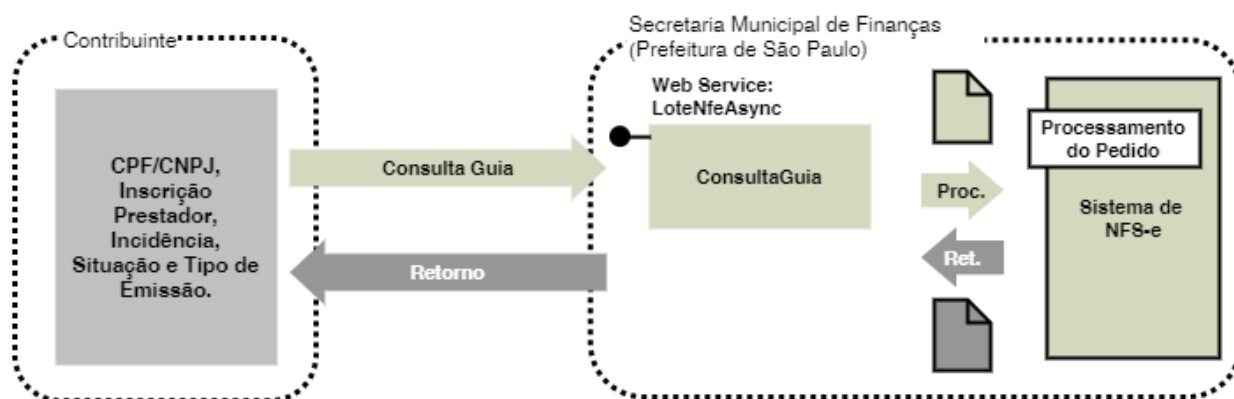 Contribuinte
CPF/CNPJ,
Inscrição
Prestador,
Incidência,
Situação e Tipo de
Emissão.
Consulta Guia
Retorno
Secretaria Municipal de Finanças
(Prefeitura de São Paulo)
Web Service:
LoteNfeAsync
ConsultaGuia
Proc.
Ret.
Processamento
do Pedido
Sistema de
NFS-e